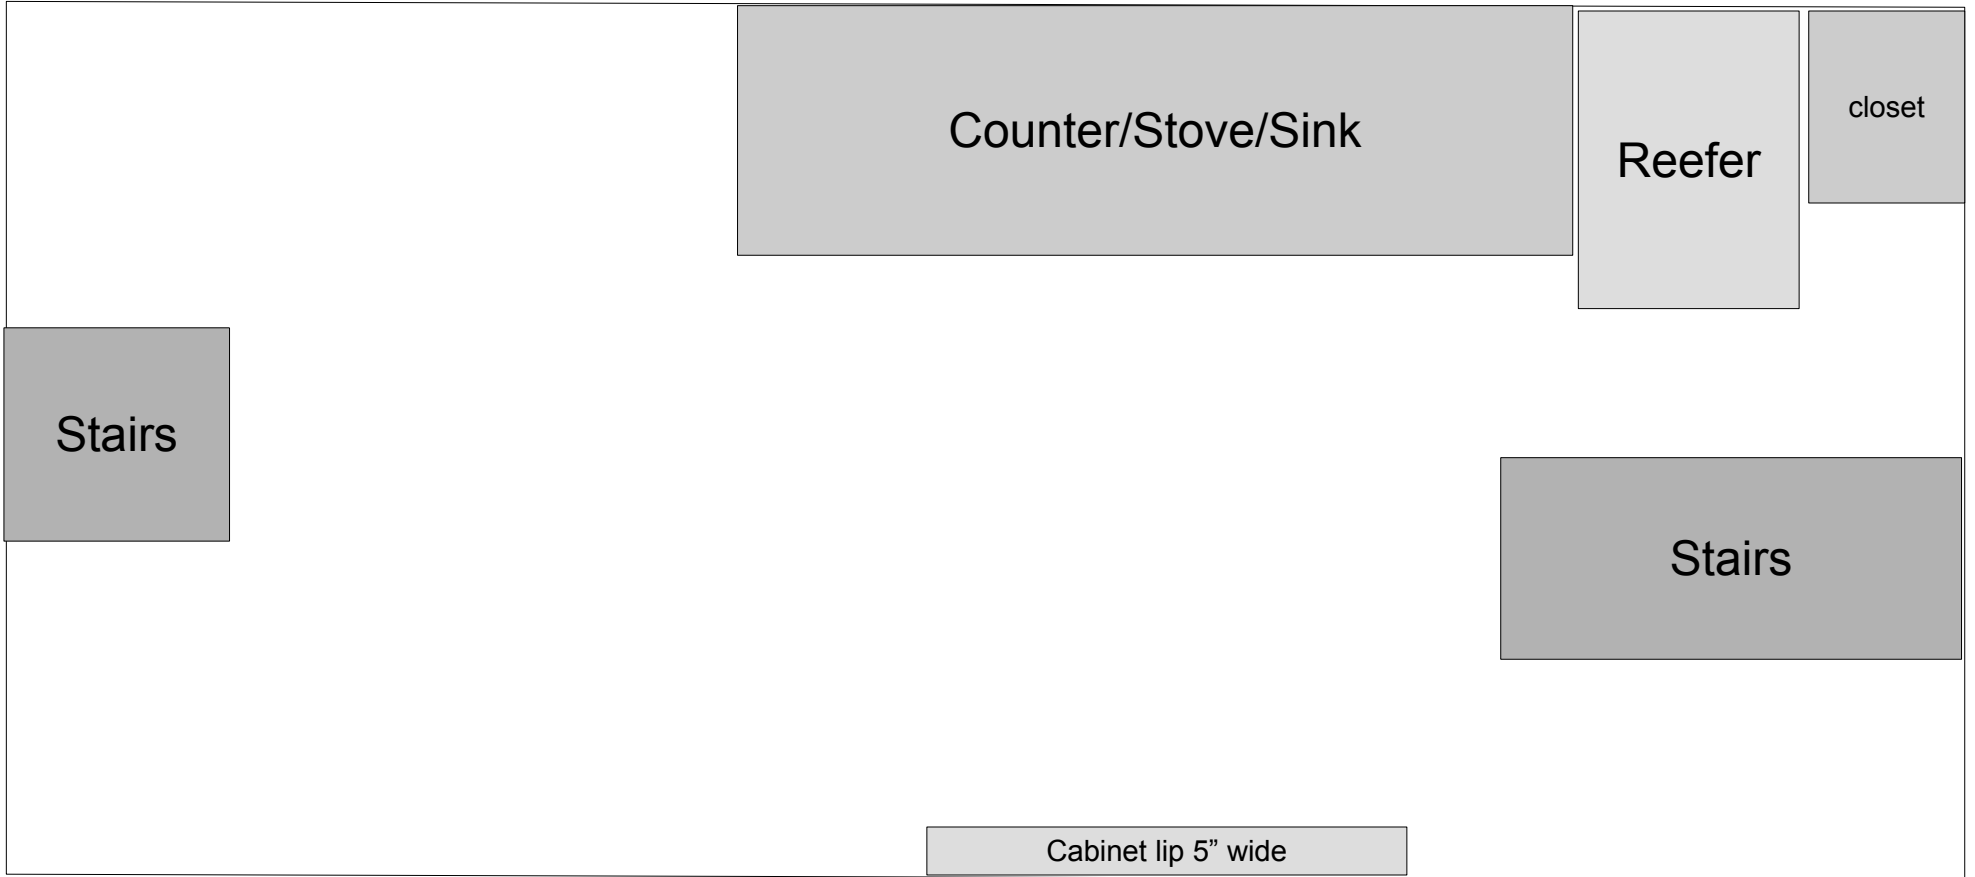 Counter/Stove/Sink
Reefer
closet
Stairs
Stairs
Cabinet lip 5” wide